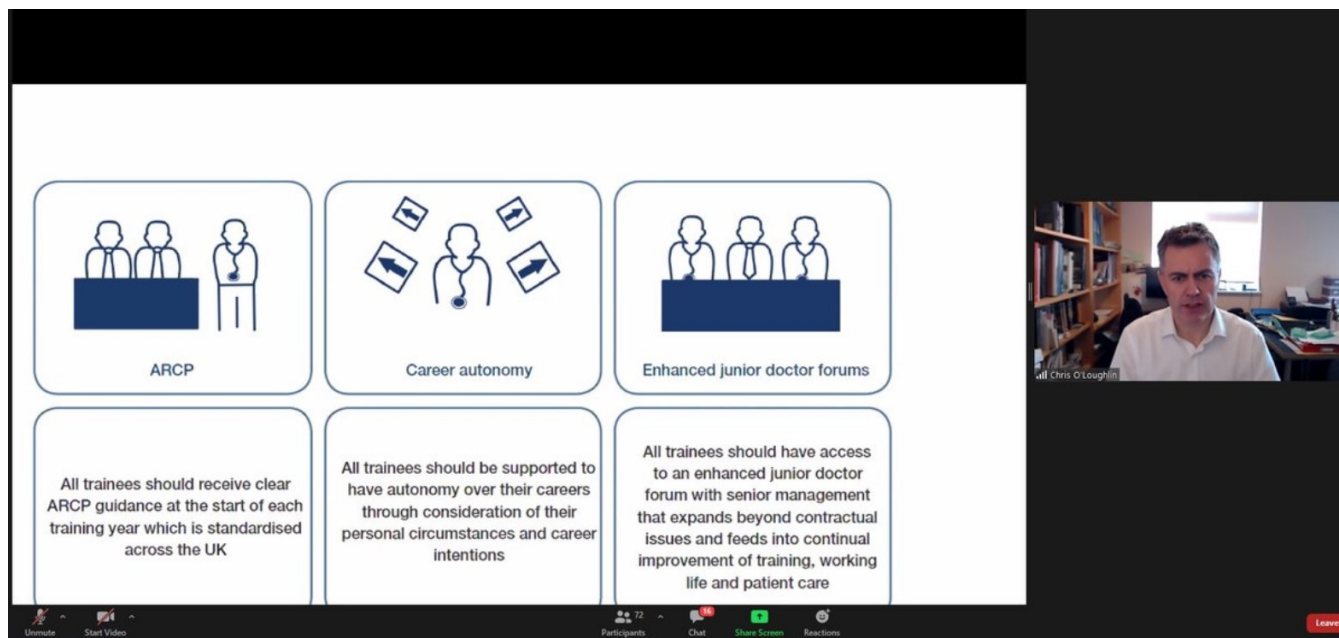 ARCP
Career autonomy
Enhanced junior doctor forums
All trainees should receive clear
ARCP guidance at the start of each
training year which is standardised
across the UK
All trainees should be supported to
have autonomy over their careers
through consideration of their
personal circumstances and career
intentions
All trainees should have access
to an enhanced junior doctor
forum with senior management
that expands beyond contractual
issues and feeds into continual
improvement of training, working
life and patient care
Chris O'Loughlin
Unmute
Start Video
Participants
72
Chat
16
Share Screen
Reactions
Leave